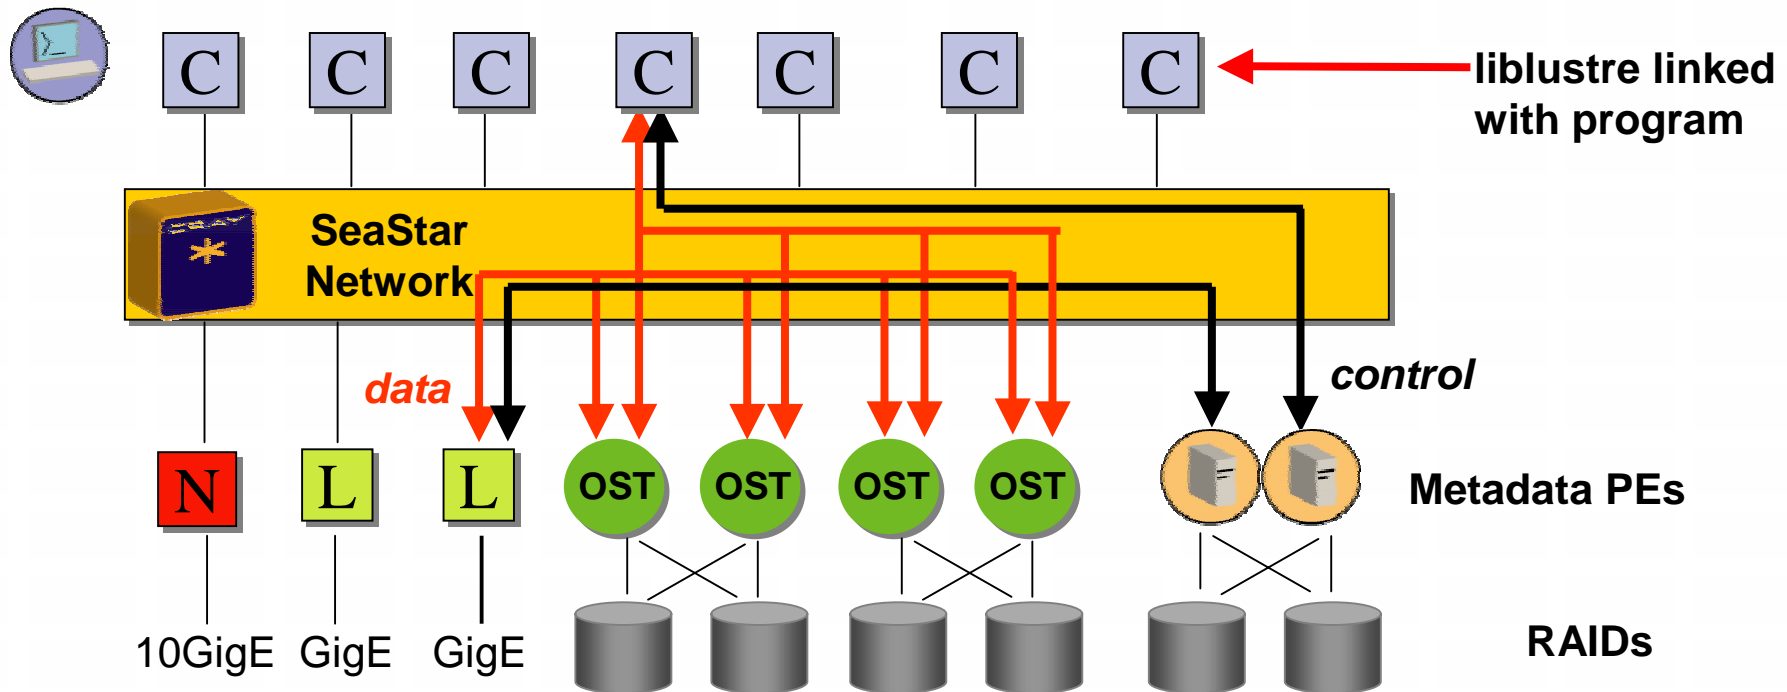 C C C C C C C
liblustre linked
with program
SeaStar
Network
data
control
N L L OST OST OST OST
Metadata PEs
10GigE GigE GigE
RAIDs